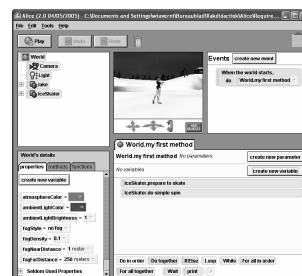 Alice (2.0 04/05/2005) - C:\Documents and Settings\wtavernl\Bureaublad\Kakitdacitek\Alice\Require...
File Edit Tools Help
Play Undo Redo
World
Camera
Light
lake
IceSkater
Events create new event
When the world starts,
do World.my first method
World's details
properties methods functions
create new variable
atmosphereColor =
ambientLightColor =
ambientLightBrightness = 1
fogStyle = no fog
fogDensity = 0.1
fogNearDistance = 1 meter
fogFarDistance = 256 meters
Seldom Used Properties
World.my first method
World.my first method No parameters create new parameter
No variables create new variable
IceSkater.prepare to skate
IceSkater.do simple spin
Do in order Do together If/Else Loop While For all in order
For all together Wait print